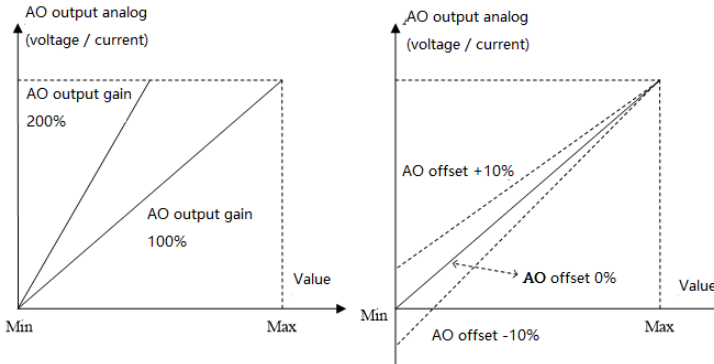 AO output analog
(voltage / current)
AO output gain
200%
AO output gain
100%
Value
Min
Max
AO output analog
(voltage / current)
AO offset +10%
AO offset 0%
Value
Min
AO offset -10%
Max